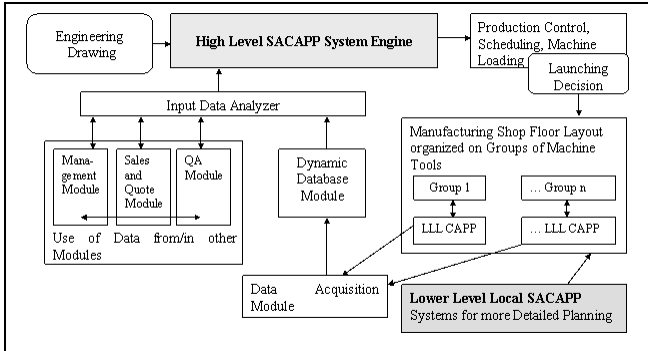 Engineering
Drawing
High Level SACAPP System Engine
Production Control,
Scheduling, Machine
Loading
Launching
Decision
Input Data Analyzer
Mana-
gement
Module
Sales
and
Quote
Module
QA
Module
Use of Data from/in other
Modules
Dynamic
Database
Module
Manufacturing Shop Floor Layout
organized on Groups of Machine
Tools
Group 1
... Group n
LLL CAPP
... LLL CAPP
Data Acquisition
Module
Lower Level Local SACAPP
Systems for more Detailed Planning